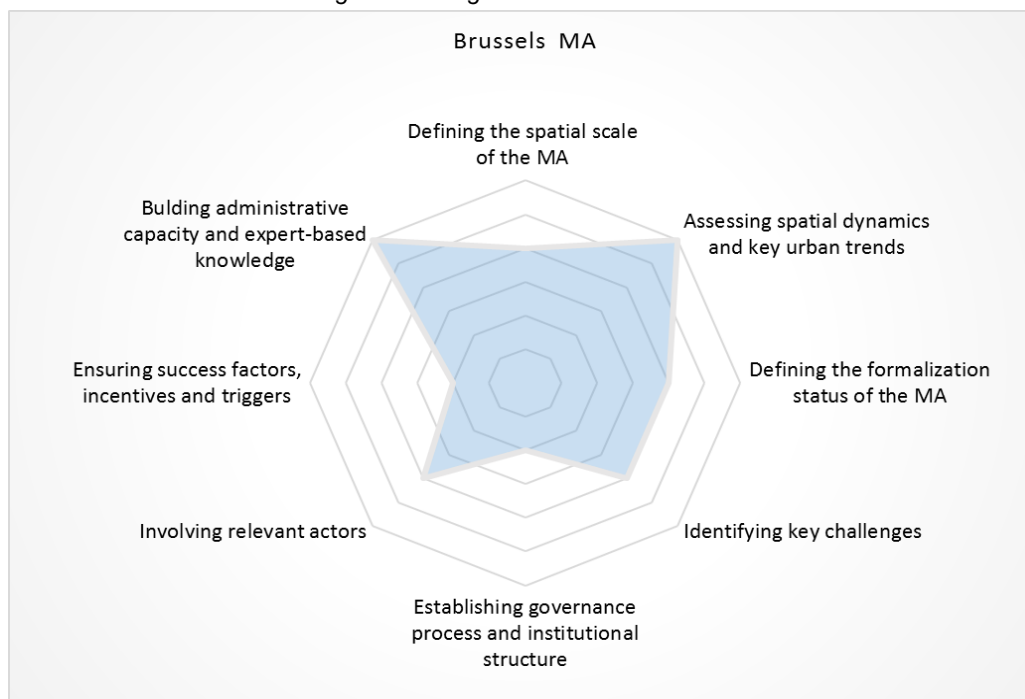 Brussels MA
Defining the spatial scale
of the MA
Assessing spatial dynamics
and key urban trends
Defining the formalization
status of the MA
Identifying key challenges
Establishing governance
process and institutional
structure
Involving relevant actors
Ensuring success factors,
incentives and triggers
Bulding administrative
capacity and expert-based
knowledge